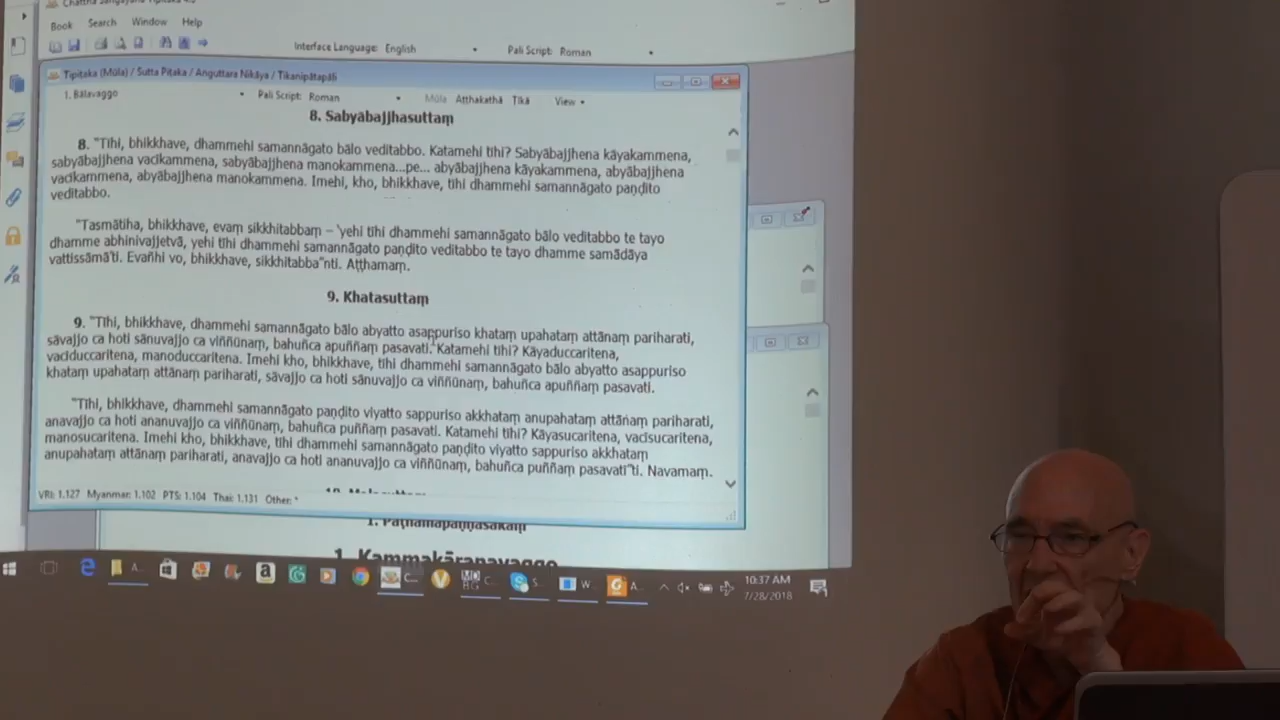 Chattha Sangayana Tipitaka 4.0
Book Search Window Help
Interface Language: English Pali Script: Roman
Tipiṭaka (Mūla) / Sutta Piṭaka / Aṅguttara Nikāya / Tikanipātapāḷi
1. Bālavaggo Pali Script: Roman Mūla Aṭṭhakathā Ṭīkā View
8. Sabyābajjhasuttaṃ
8. "Tīhi, bhikkhave, dhammehi samannāgato bālo veditabbo. Katamehi tīhi? Sabyābajjhena kāyakammena,
sabyābajjhena vacīkammena, sabyābajjhena manokammena...pe... abyābajjhena kāyakammena, abyābajjhena
vacīkammena, abyābajjhena manokammena. Imehi, kho, bhikkhave, tīhi dhammehi samannāgato paṇḍito
veditabbo.
"Tasmātiha, bhikkhave, evaṃ sikkhitabbaṃ – 'yehi tīhi dhammehi samannāgato bālo veditabbo te tayo
dhamme abhinivajjetvā, yehi tīhi dhammehi samannāgato paṇḍito veditabbo te tayo dhamme samādāya
vattissāmā'ti. Evañhi vo, bhikkhave, sikkhitabba"nti. Aṭṭhamaṃ.
9. Khatasuttaṃ
9. "Tīhi, bhikkhave, dhammehi samannāgato bālo abyatto asappuriso khataṃ upahataṃ attānaṃ pariharati,
sāvajjo ca hoti sānuvajjo ca viññūnaṃ, bahuñca apuññaṃ pasavati. Katamehi tīhi? Kāyaduccaritena,
vacīduccaritena, manoduccaritena. Imehi kho, bhikkhave, tīhi dhammehi samannāgato bālo abyatto asappuriso
khataṃ upahataṃ attānaṃ pariharati, sāvajjo ca hoti sānuvajjo ca viññūnaṃ, bahuñca apuññaṃ pasavati.
"Tīhi, bhikkhave, dhammehi samannāgato paṇḍito viyatto sappuriso akkhataṃ anupahataṃ attānaṃ pariharati,
anavajjo ca hoti ananuvajjo ca viññūnaṃ, bahuñca puññaṃ pasavati. Katamehi tīhi? Kāyasucaritena, vacīsucaritena,
manosucaritena. Imehi kho, bhikkhave, tīhi dhammehi samannāgato paṇḍito viyatto sappuriso akkhataṃ
anupahataṃ attānaṃ pariharati, anavajjo ca hoti ananuvajjo ca viññūnaṃ, bahuñca puññaṃ pasavatī"ti. Navamaṃ.
VRI: 1.127 Myanmar: 1.102 PTS: 1.104 Thai: 1.131 Other: *
1. Paṭhamapaṇṇāsakaṃ
1. Kammakāraṇavaggo
10:37 AM
7/28/2018